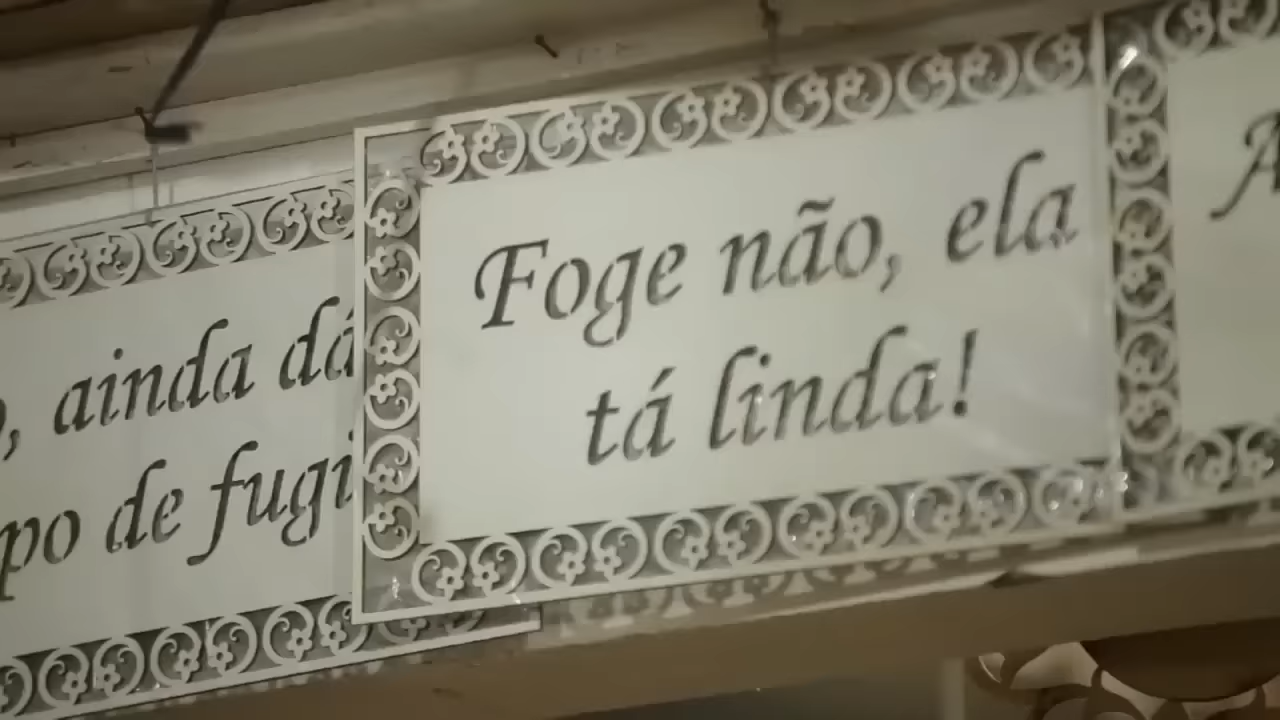 , ainda dá
po de fugi
Foge não, ela
tá linda!
A